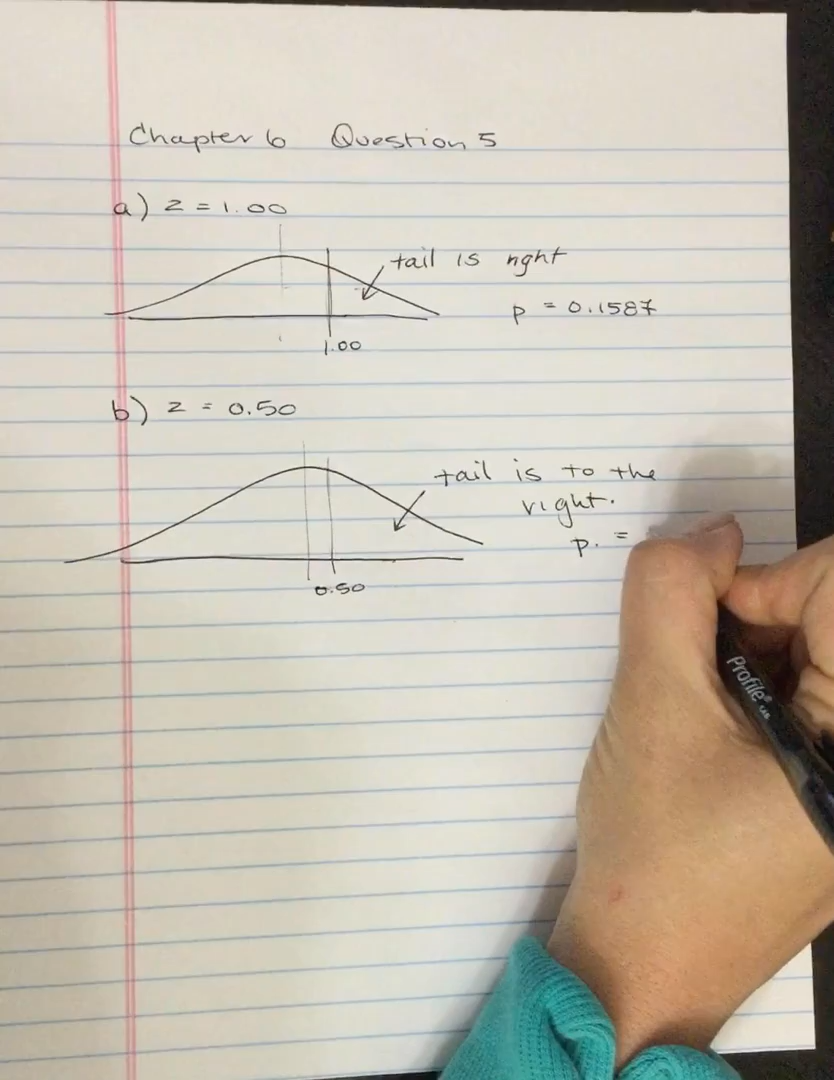 Chapter 6 Question 5
a) z = 1.00
tail is right
p = 0.1587
1.00
b) z = 0.50
tail is to the
right.
p. =
0.50
Profile®